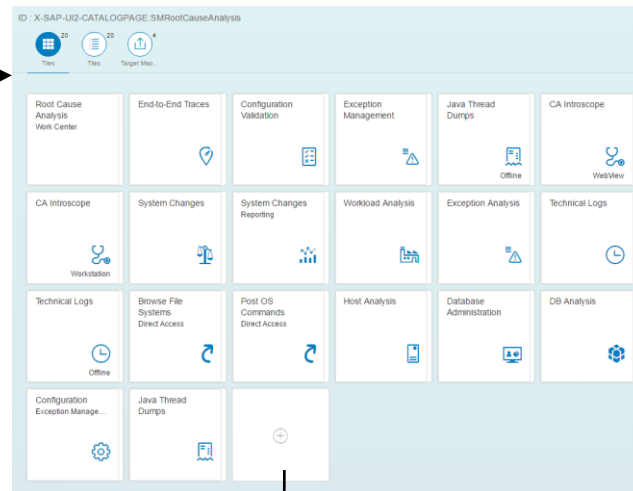 ID : X-SAP-UI2-CATALOGPAGE:SMRootCauseAnalysis
20
20
4
Tiles
Tiles
Target Map...
Root Cause
Analysis
Work Center
End-to-End Traces
Configuration
Validation
Exception
Management
Java Thread
Dumps
Offline
CA Introscope
WebView
CA Introscope
Workstation
System Changes
System Changes
Reporting
Workload Analysis
Exception Analysis
Technical Logs
Technical Logs
Offline
Browse File
Systems
Direct Access
Post OS
Commands
Direct Access
Host Analysis
Database
Administration
DB Analysis
Configuration
Exception Manage...
Java Thread
Dumps